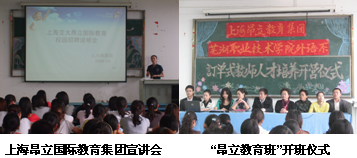 上海昂立教育集团
芜湖职业技术学院外语系
订单式教师人才培养开营仪式
上海昂立国际教育集团宣讲会
“昂立教育班”开班仪式